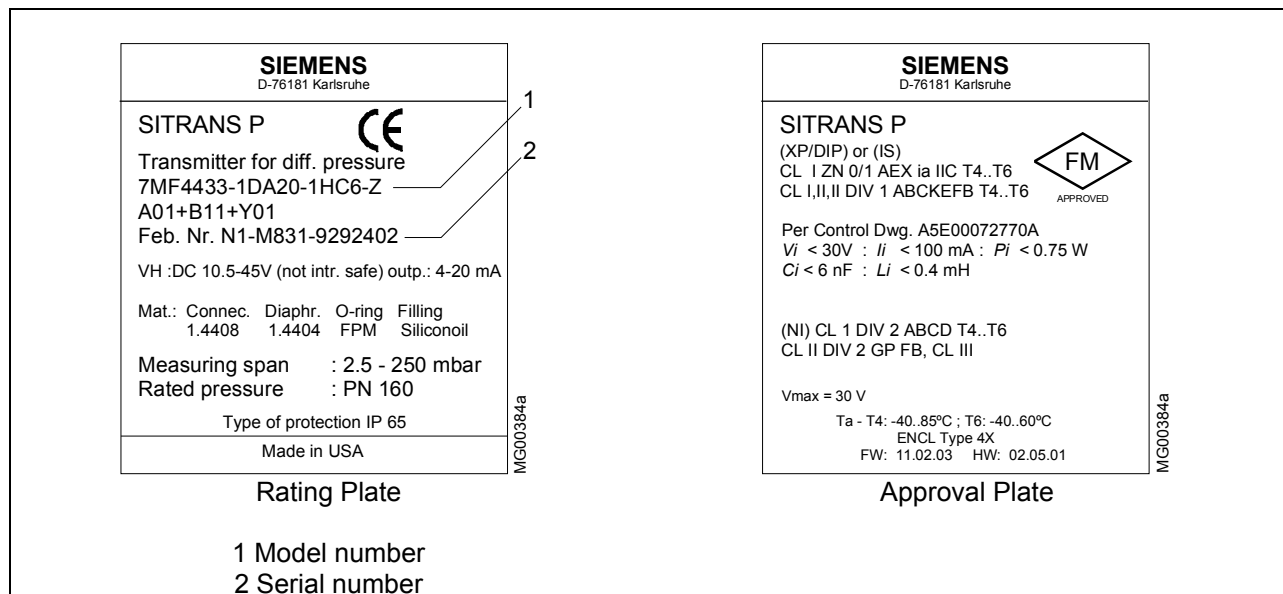 SIEMENS
D-76181 Karlsruhe
SITRANS P
CE
Transmitter for diff. pressure
7MF4433-1DA20-1HC6-Z
A01+B11+Y01
Feb. Nr. N1-M831-9292402
VH :DC 10.5-45V (not intr. safe) outp.: 4-20 mA
Mat.: Connec. Diaphr. O-ring Filling
1.4408 1.4404 FPM Siliconoil
Measuring span : 2.5 - 250 mbar
Rated pressure : PN 160
Type of protection IP 65
Made in USA
MG00384a
1
2
Rating Plate
1 Model number
2 Serial number
SIEMENS
D-76181 Karlsruhe
SITRANS P
(XP/DIP) or (IS)
CL I ZN 0/1 AEX ia IIC T4..T6
CL I,II,II DIV 1 ABCKEFB T4..T6
FM
APPROVED
Per Control Dwg. A5E00072770A
Vi < 30V : Ii < 100 mA : Pi < 0.75 W
Ci < 6 nF : Li < 0.4 mH
(NI) CL 1 DIV 2 ABCD T4..T6
CL II DIV 2 GP FB, CL III
Vmax = 30 V
Ta - T4: -40..85ºC ; T6: -40..60ºC
ENCL Type 4X
FW: 11.02.03 HW: 02.05.01
MG00384a
Approval Plate